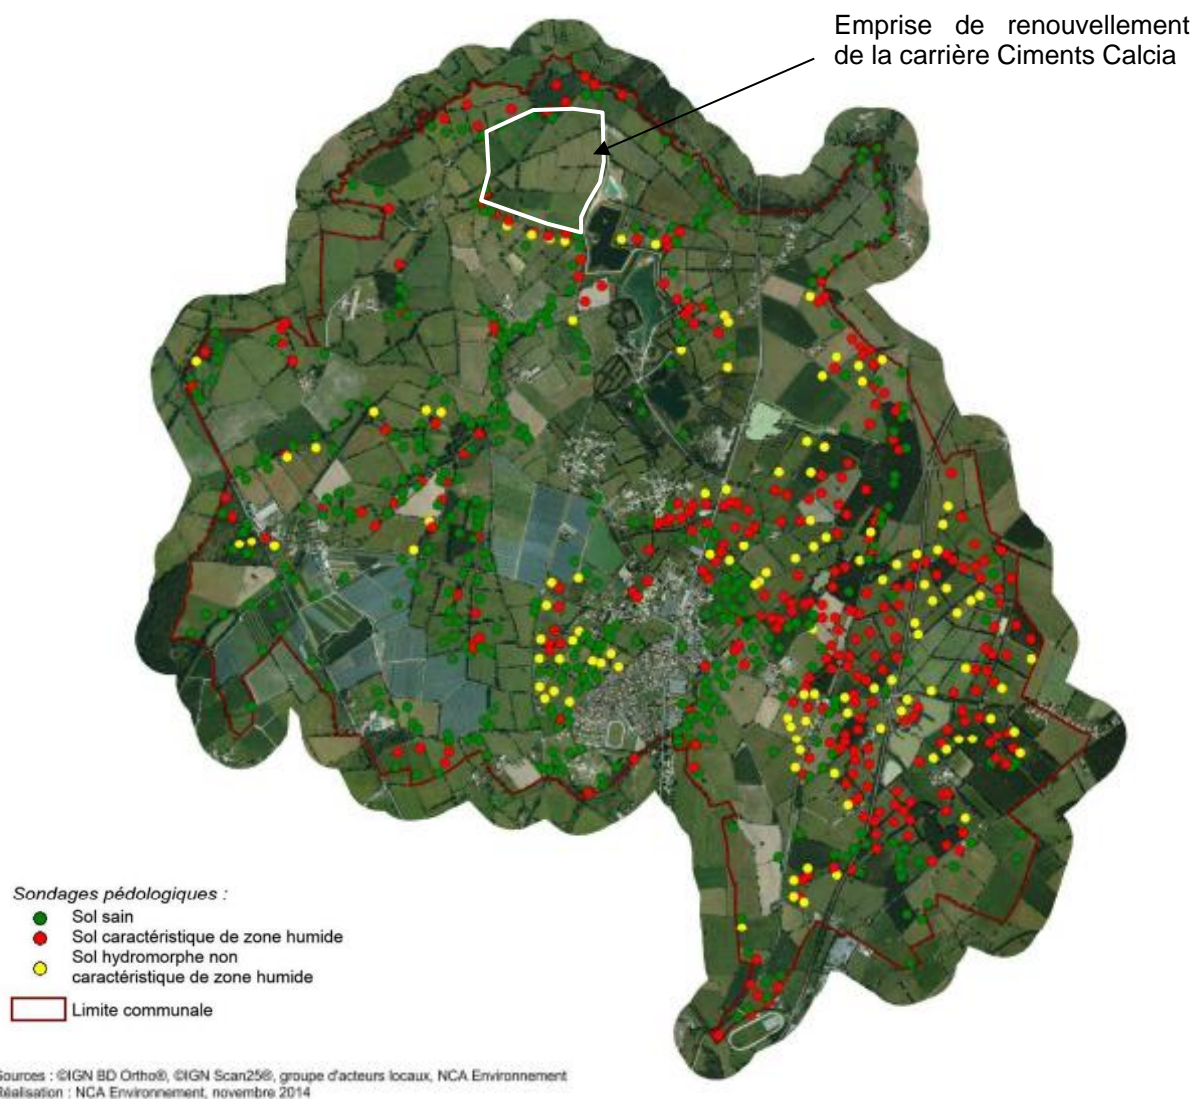 Emprise de renouvellement
de la carrière Ciments Calcia
Sondages pédologiques :
Sol sain
Sol caractéristique de zone humide
Sol hydromorphe non
caractéristique de zone humide
Limite communale
Sources : ©IGN BD Ortho®, ©IGN Scan25®, groupe d'acteurs locaux, NCA Environnement
Réalisation : NCA Environnement, novembre 2014